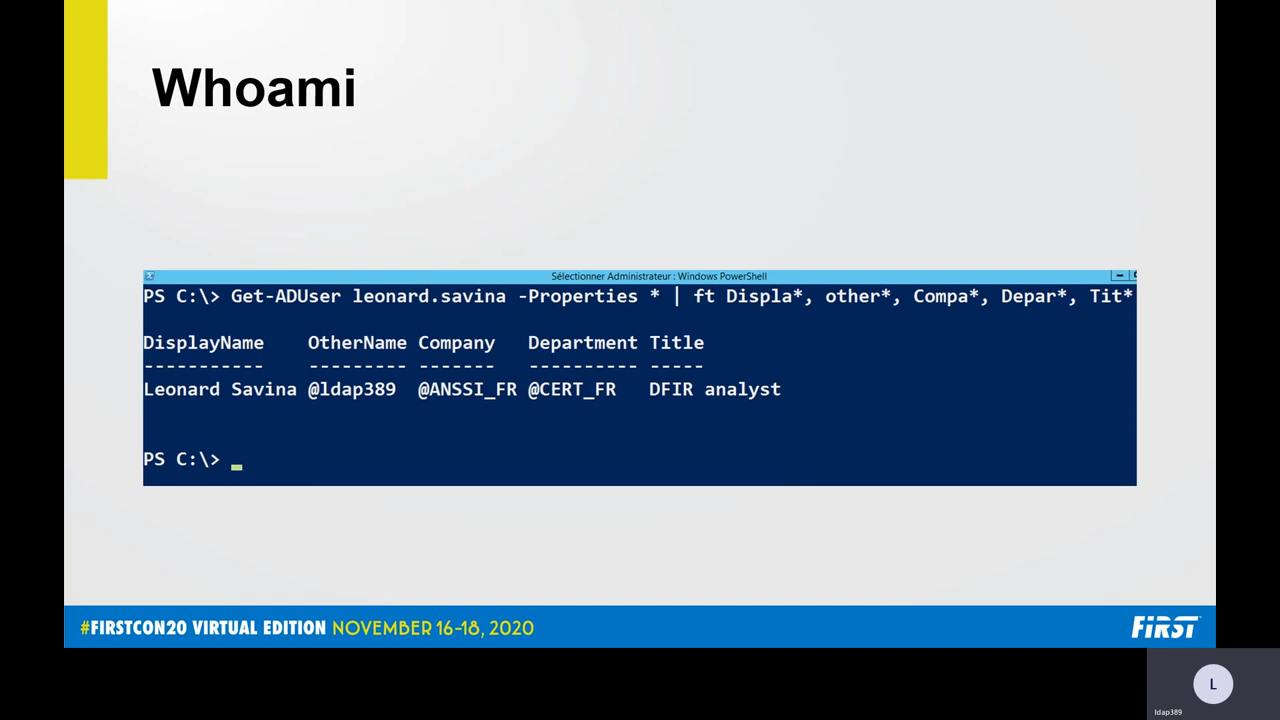 Whoami
Sélectionner Administrateur : Windows PowerShell
PS C:\> Get-ADUser leonard.savina -Properties * | ft Displa*, other*, Compa*, Depar*, Tit*
DisplayName OtherName Company Department Title
----------- --------- ------- ---------- -----
Leonard Savina @ldap389 @ANSSI_FR @CERT_FR DFIR analyst
PS C:\>
#FIRSTCON20 VIRTUAL EDITION NOVEMBER 16-18, 2020
FIRST
L
ldap389